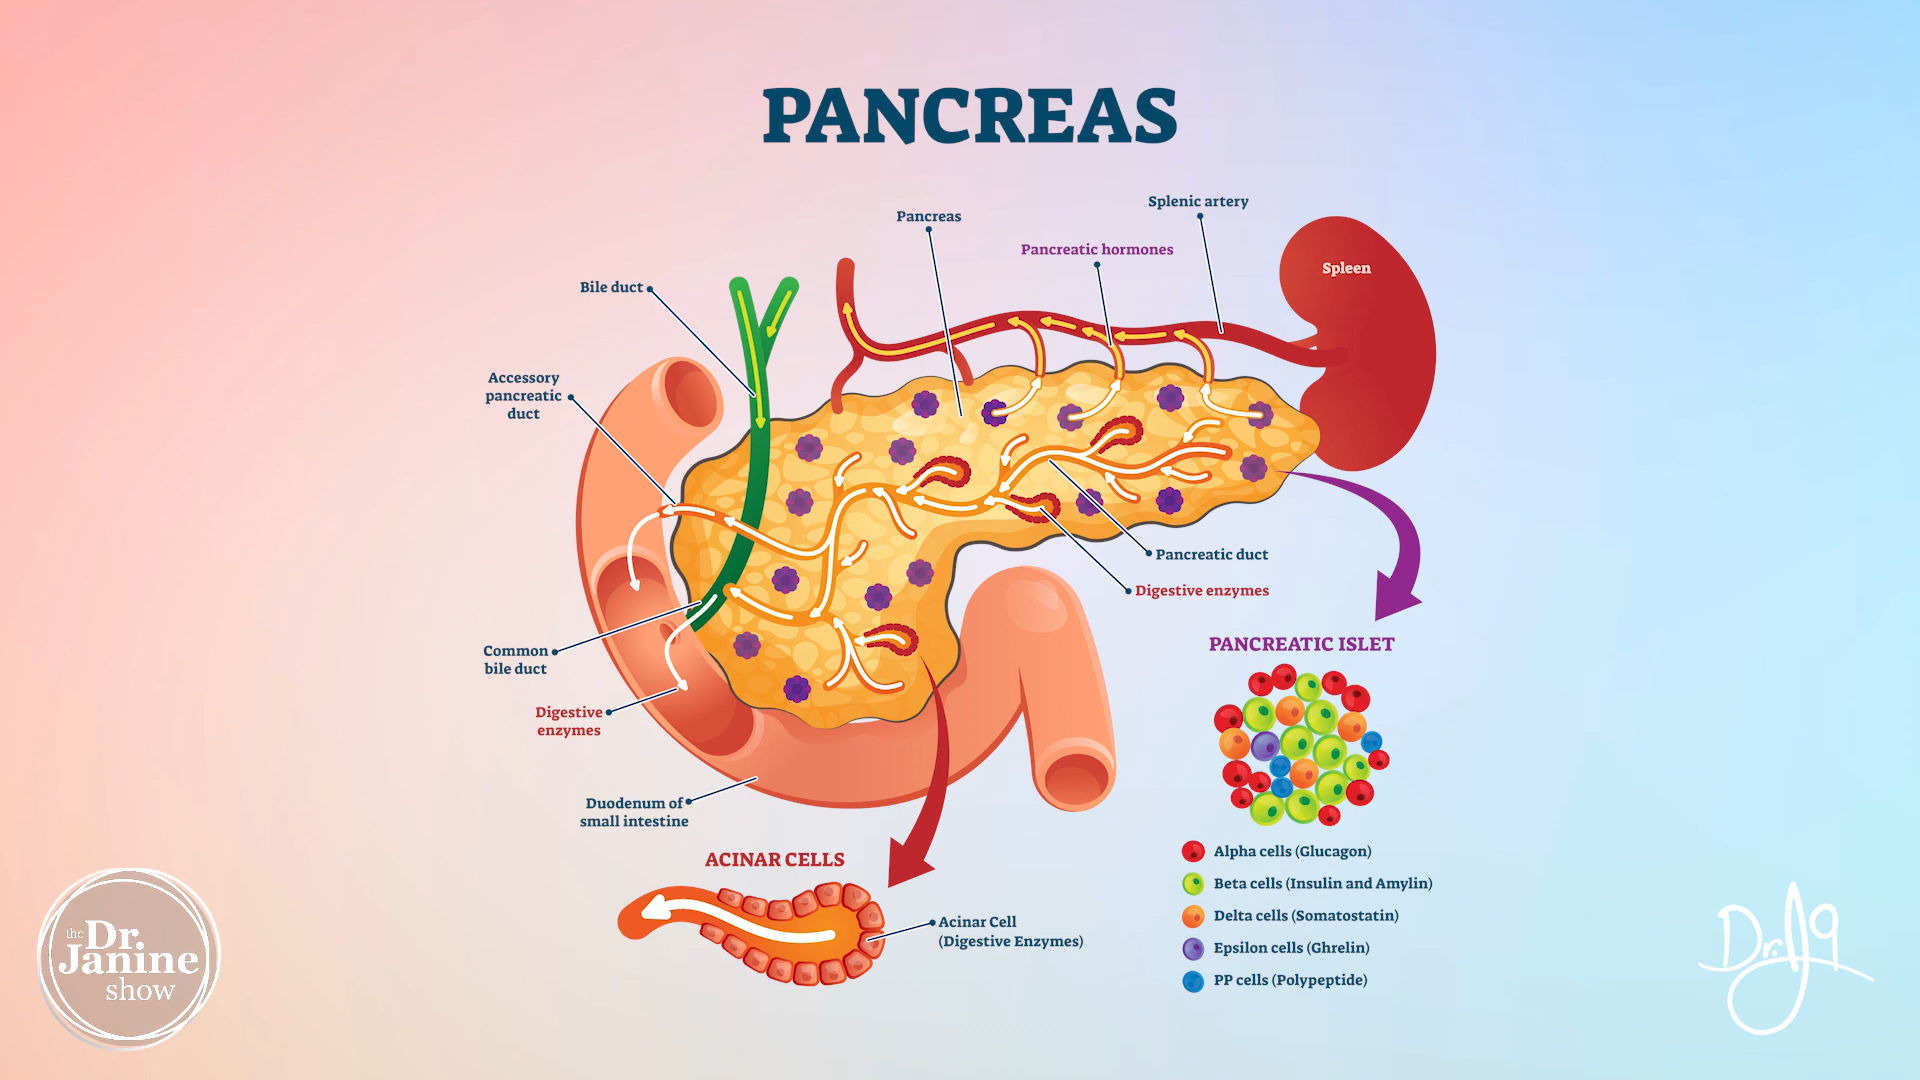 PANCREAS
Splenic artery
Pancreas
Pancreatic hormones
Spleen
Bile duct
Accessory
pancreatic
duct
Pancreatic duct
Digestive enzymes
Common
bile duct
Digestive
enzymes
Duodenum of
small intestine
PANCREATIC ISLET
Alpha cells (Glucagon)
Beta cells (Insulin and Amylin)
Delta cells (Somatostatin)
Epsilon cells (Ghrelin)
PP cells (Polypeptide)
ACINAR CELLS
Acinar Cell
(Digestive Enzymes)
the Dr.
Janine
show